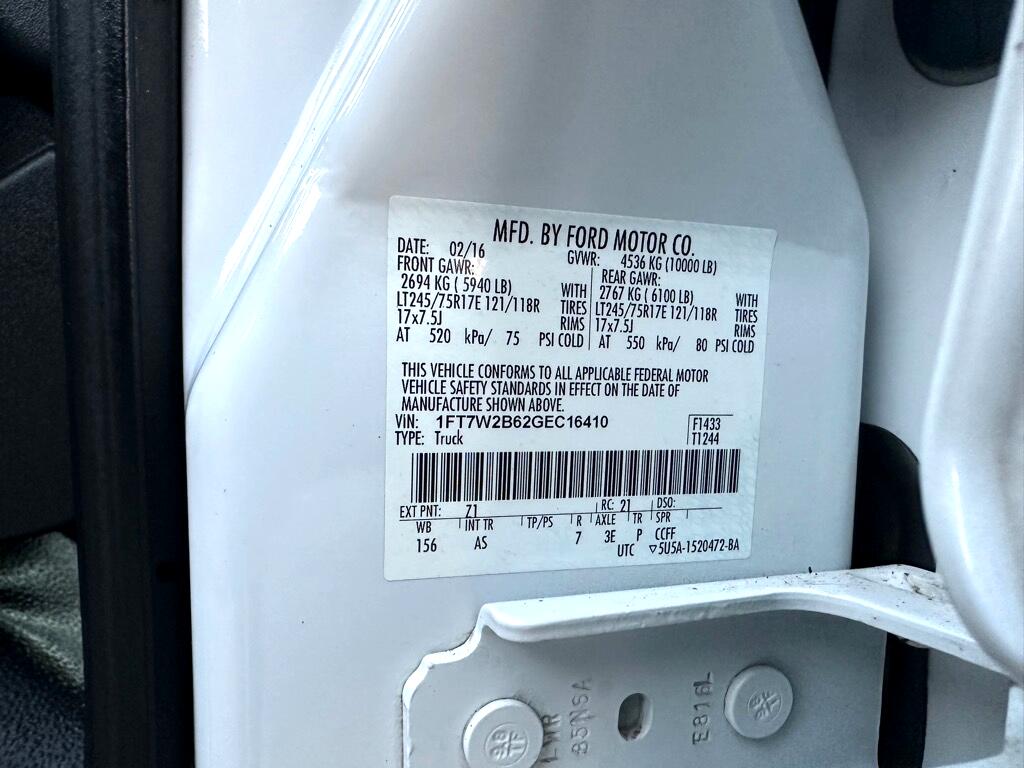 MFD. BY FORD MOTOR CO.
DATE: 02/16 GVWR: 4536 KG (10000 LB)
FRONT GAWR: REAR GAWR:
2694 KG ( 5940 LB) WITH 2767 KG ( 6100 LB) WITH
LT245/75R17E 121/118R TIRES LT245/75R17E 121/118R TIRES
17x7.5J RIMS 17x7.5J RIMS
AT 520 kPa/ 75 PSI COLD AT 550 kPa/ 80 PSI COLD
THIS VEHICLE CONFORMS TO ALL APPLICABLE FEDERAL MOTOR
VEHICLE SAFETY STANDARDS IN EFFECT ON THE DATE OF
MANUFACTURE SHOWN ABOVE.
VIN: 1FT7W2B62GEC16410 F1433
TYPE: Truck T1244
EXT PNT: Z1 RC: 21 DSO:
WB INT TR TP/PS R AXLE TR SPR
156 AS 7 3E P CCFF
UTC ▽5U5A-1520472-BA
LWR
E816L